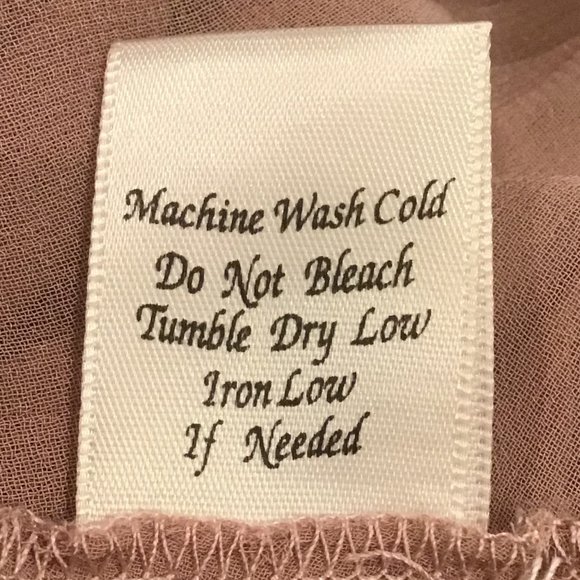 Machine Wash Cold
Do Not Bleach
Tumble Dry Low
Iron Low
If Needed